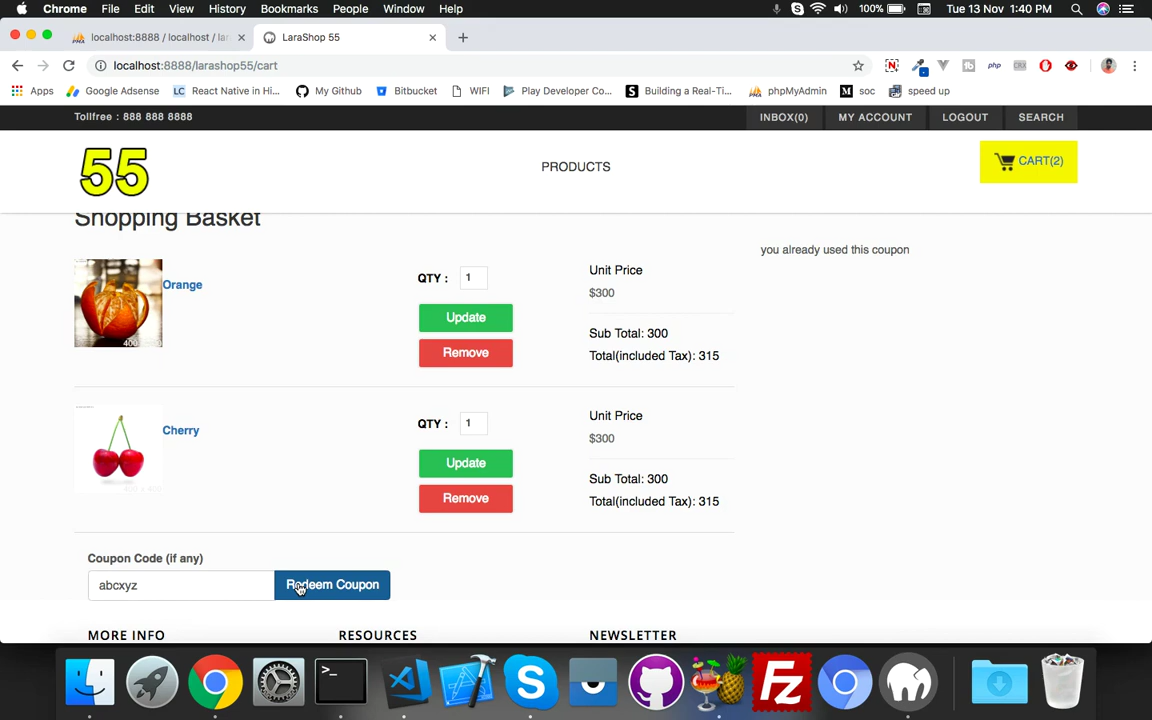 Chrome File Edit View History Bookmarks People Window Help 100% Tue 13 Nov 1:40 PM
localhost:8888 / localhost / lar
LaraShop 55
localhost:8888/larashop55/cart
Apps Google Adsense LC React Native in Hi... My Github Bitbucket WIFI Play Developer Co... S Building a Real-Ti... phpMyAdmin M soc speed up
Tollfree : 888 888 8888
INBOX(0) MY ACCOUNT LOGOUT SEARCH
55
PRODUCTS
CART(2)
Shopping Basket
you already used this coupon
Orange
QTY : 1
Update
Remove
Unit Price
$300
Sub Total: 300
Total(included Tax): 315
Cherry
QTY : 1
Update
Remove
Unit Price
$300
Sub Total: 300
Total(included Tax): 315
Coupon Code (if any)
abcxyz
Redeem Coupon
MORE INFO RESOURCES NEWSLETTER